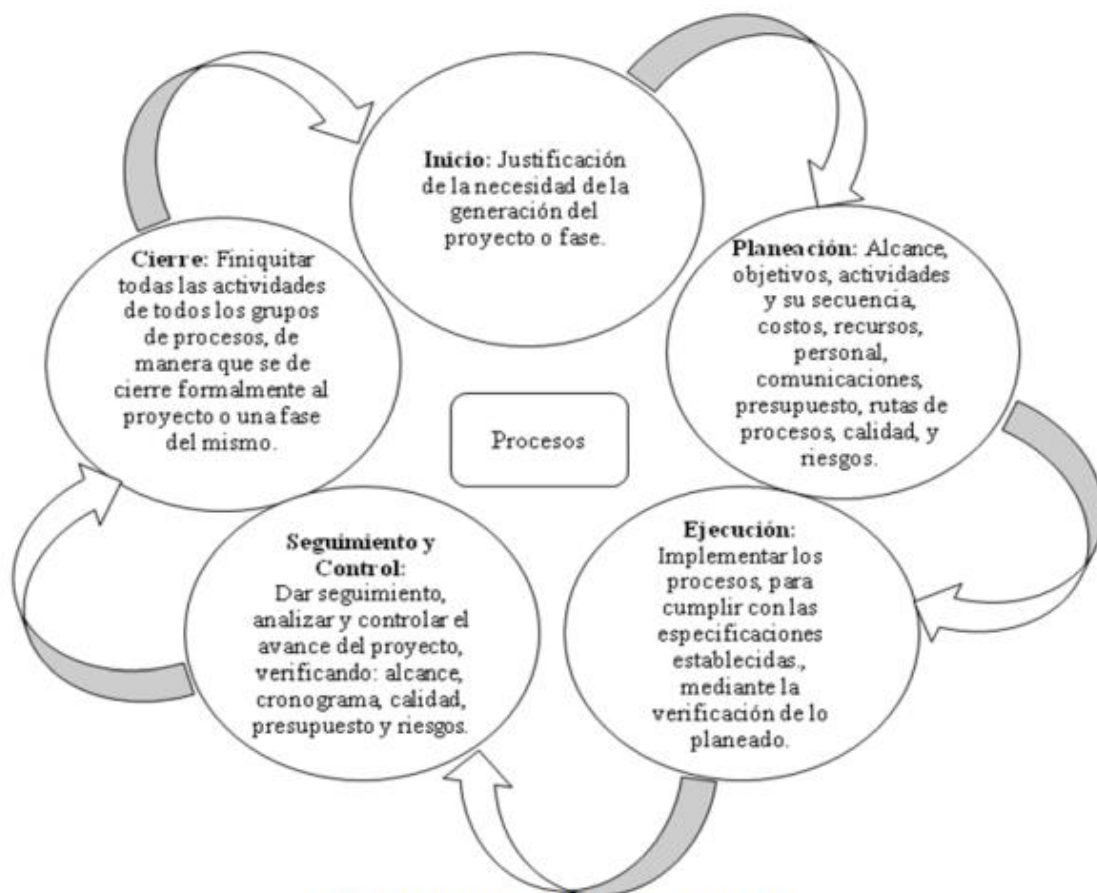 Inicio: Justificación
de la necesidad de la
generación del
proyecto o fase.
Planeación: Alcance,
objetivos, actividades
y su secuencia,
costos, recursos,
personal,
comunicaciones,
presupuesto, rutas de
procesos, calidad, y
riesgos.
Ejecución:
Implementar los
procesos, para
cumplir con las
especificaciones
establecidas,,
mediante la
verificación de lo
planeado.
Seguimiento y
Control:
Dar seguimiento,
analizar y controlar el
avance del proyecto,
verificando: alcance,
cronograma, calidad,
presupuesto y riesgos.
Cierre: Finiquitar
todas las actividades
de todos los grupos
de procesos, de
manera que se de
cierre formalmente al
proyecto o una fase
del mismo.
Procesos